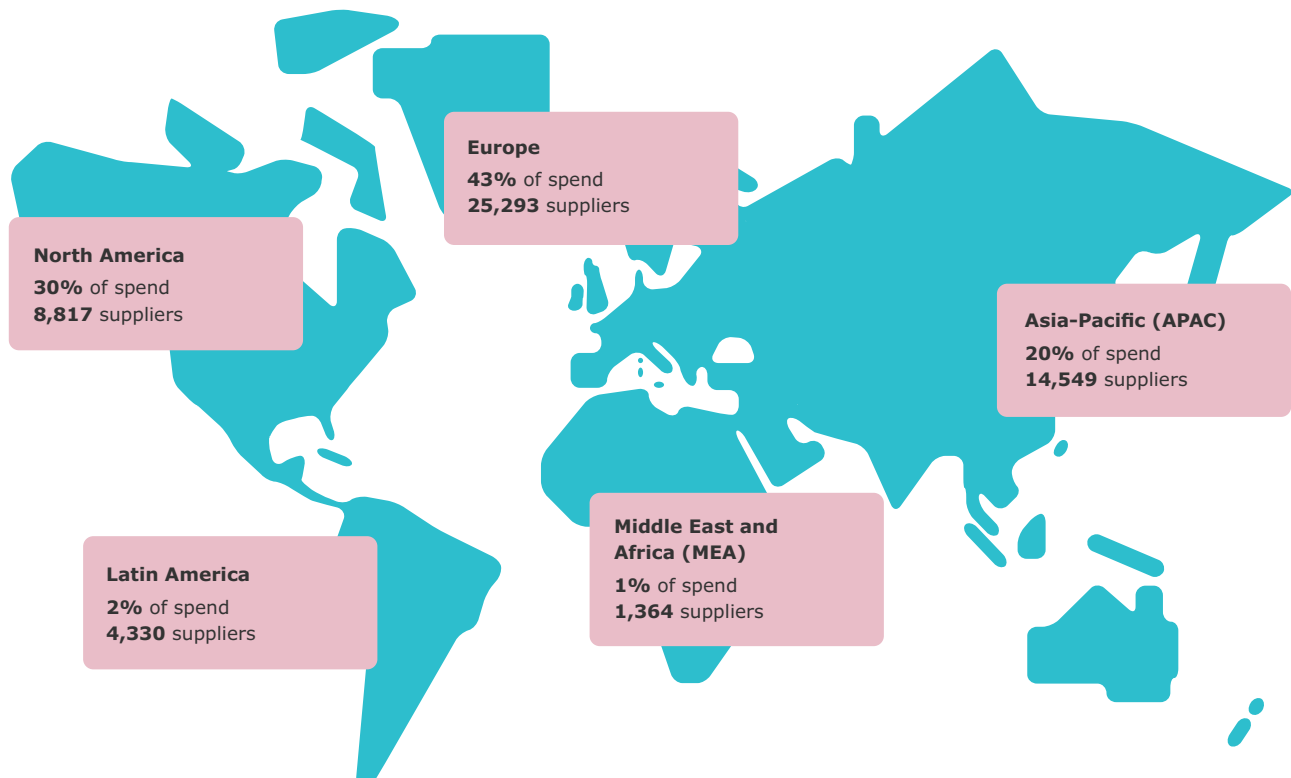 Europe
43% of spend
25,293 suppliers
North America
30% of spend
8,817 suppliers
Asia-Pacific (APAC)
20% of spend
14,549 suppliers
Middle East and
Africa (MEA)
1% of spend
1,364 suppliers
Latin America
2% of spend
4,330 suppliers